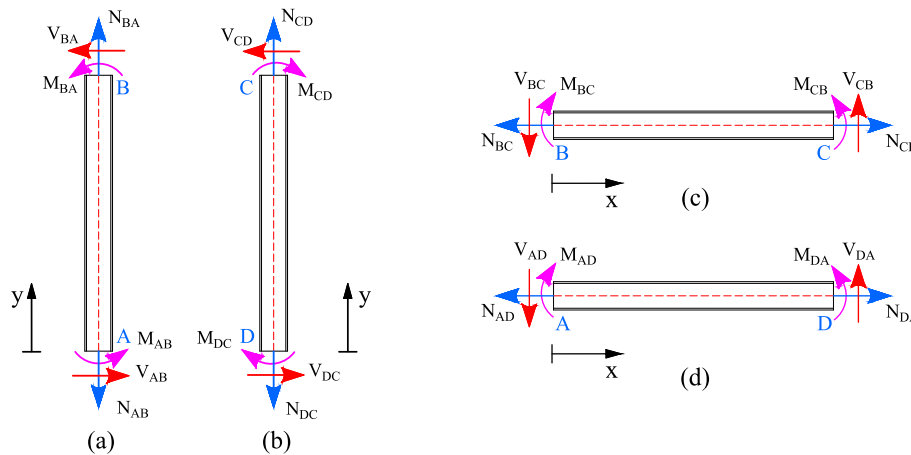 N_BA
V_BA
M_BA
B
A
M_AB
V_AB
N_AB
y
(a)
N_CD
V_CD
C
M_CD
M_DC
D
V_DC
N_DC
y
(b)
V_BC
M_BC
M_CB
V_CB
N_BC
B
C
x
(c)
V_AD
M_AD
M_DA
V_DA
N_AD
A
D
N_DA
x
(d)